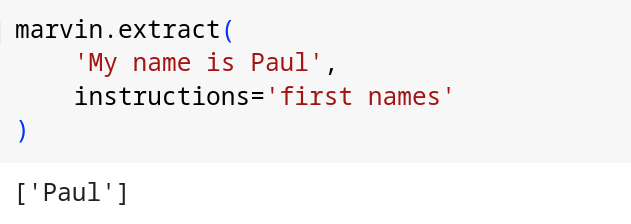 marvin.extract(
    'My name is Paul',
    instructions='first names'
)
['Paul']